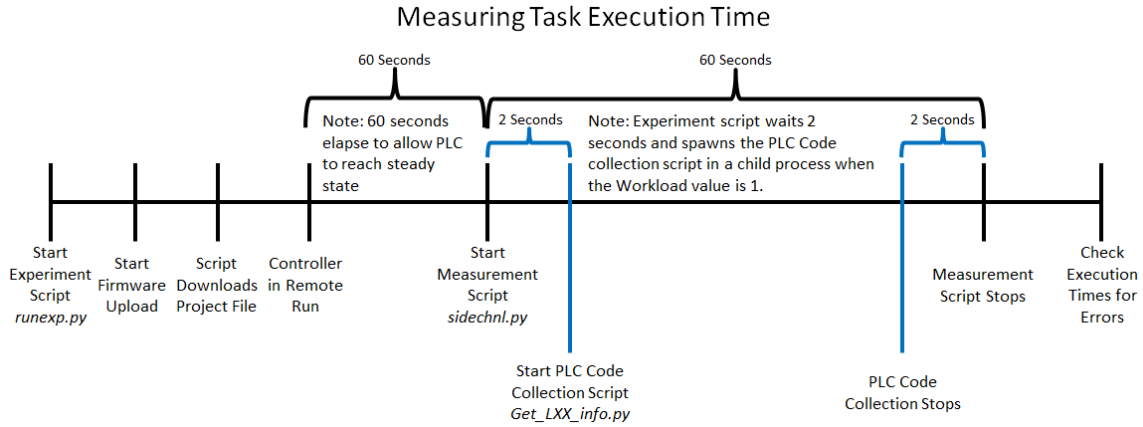 Measuring Task Execution Time
60 Seconds
60 Seconds
2 Seconds
2 Seconds
Note: 60 seconds
elapse to allow PLC
to reach steady
state
Note: Experiment script waits 2
seconds and spawns the PLC Code
collection script in a child process when
the Workload value is 1.
Start
Experiment
Script
runexp.py
Start
Firmware
Upload
Script
Downloads
Project File
Controller
in Remote
Run
Start
Measurement
Script
sidechnl.py
Measurement
Script Stops
Check
Execution
Times for
Errors
Start PLC Code
Collection Script
Get_LXX_info.py
PLC Code
Collection Stops